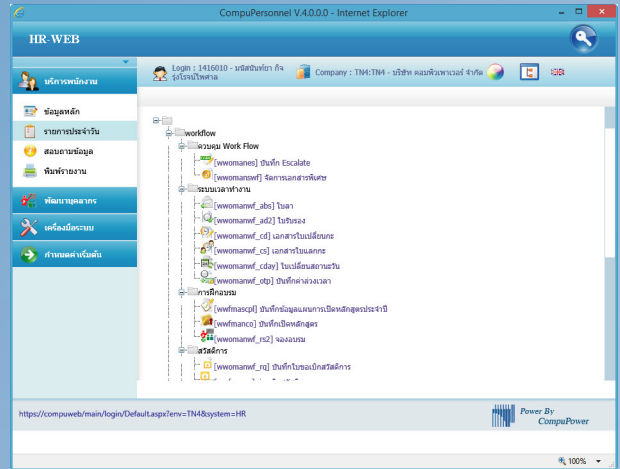 CompuPersonnel V.4.0.0.0 - Internet Explorer
HR-WEB
บริการพนักงาน
Login : 1416010 - มนัสนันท์ยา กิจ
รุ่งโรจน์ไพศาล
Company : TN4:TN4 - บริษัท คอมพิวเพาเวอร์ จำกัด
ข้อมูลหลัก
รายการประจำวัน
สอบถามข้อมูล
พิมพ์รายงาน
พัฒนาบุคลากร
เครื่องมือระบบ
กำหนดค่าเริ่มต้น
workflow
ควบคุม Work Flow
[wwomanes] บันทึก Escalate
[wwomanswf] จัดการเอกสารพิเศษ
ระบบเวลาทำงาน
[wwomanwf_abs] ใบลา
[wwomanwf_ad2] ใบรับรอง
[wwomanwf_cd] เอกสารใบเปลี่ยนกะ
[wwomanwf_cs] เอกสารใบแลกกะ
[wwomanwf_cday] ใบเปลี่ยนสถานะวัน
[wwomanwf_otp] บันทึกค่าล่วงเวลา
การฝึกอบรม
[wwfmascpl] บันทึกข้อมูลแผนการเปิดหลักสูตรประจำปี
[wwfmanco] บันทึกเปิดหลักสูตร
[wwomanwf_rs2] จองอบรม
สวัสดิการ
[wwomanwf_rq] บันทึกใบขอเบิกสวัสดิการ
https://compuweb/main/login/Default.aspx?env=TN4&system=HR
Power By
CompuPower
100%